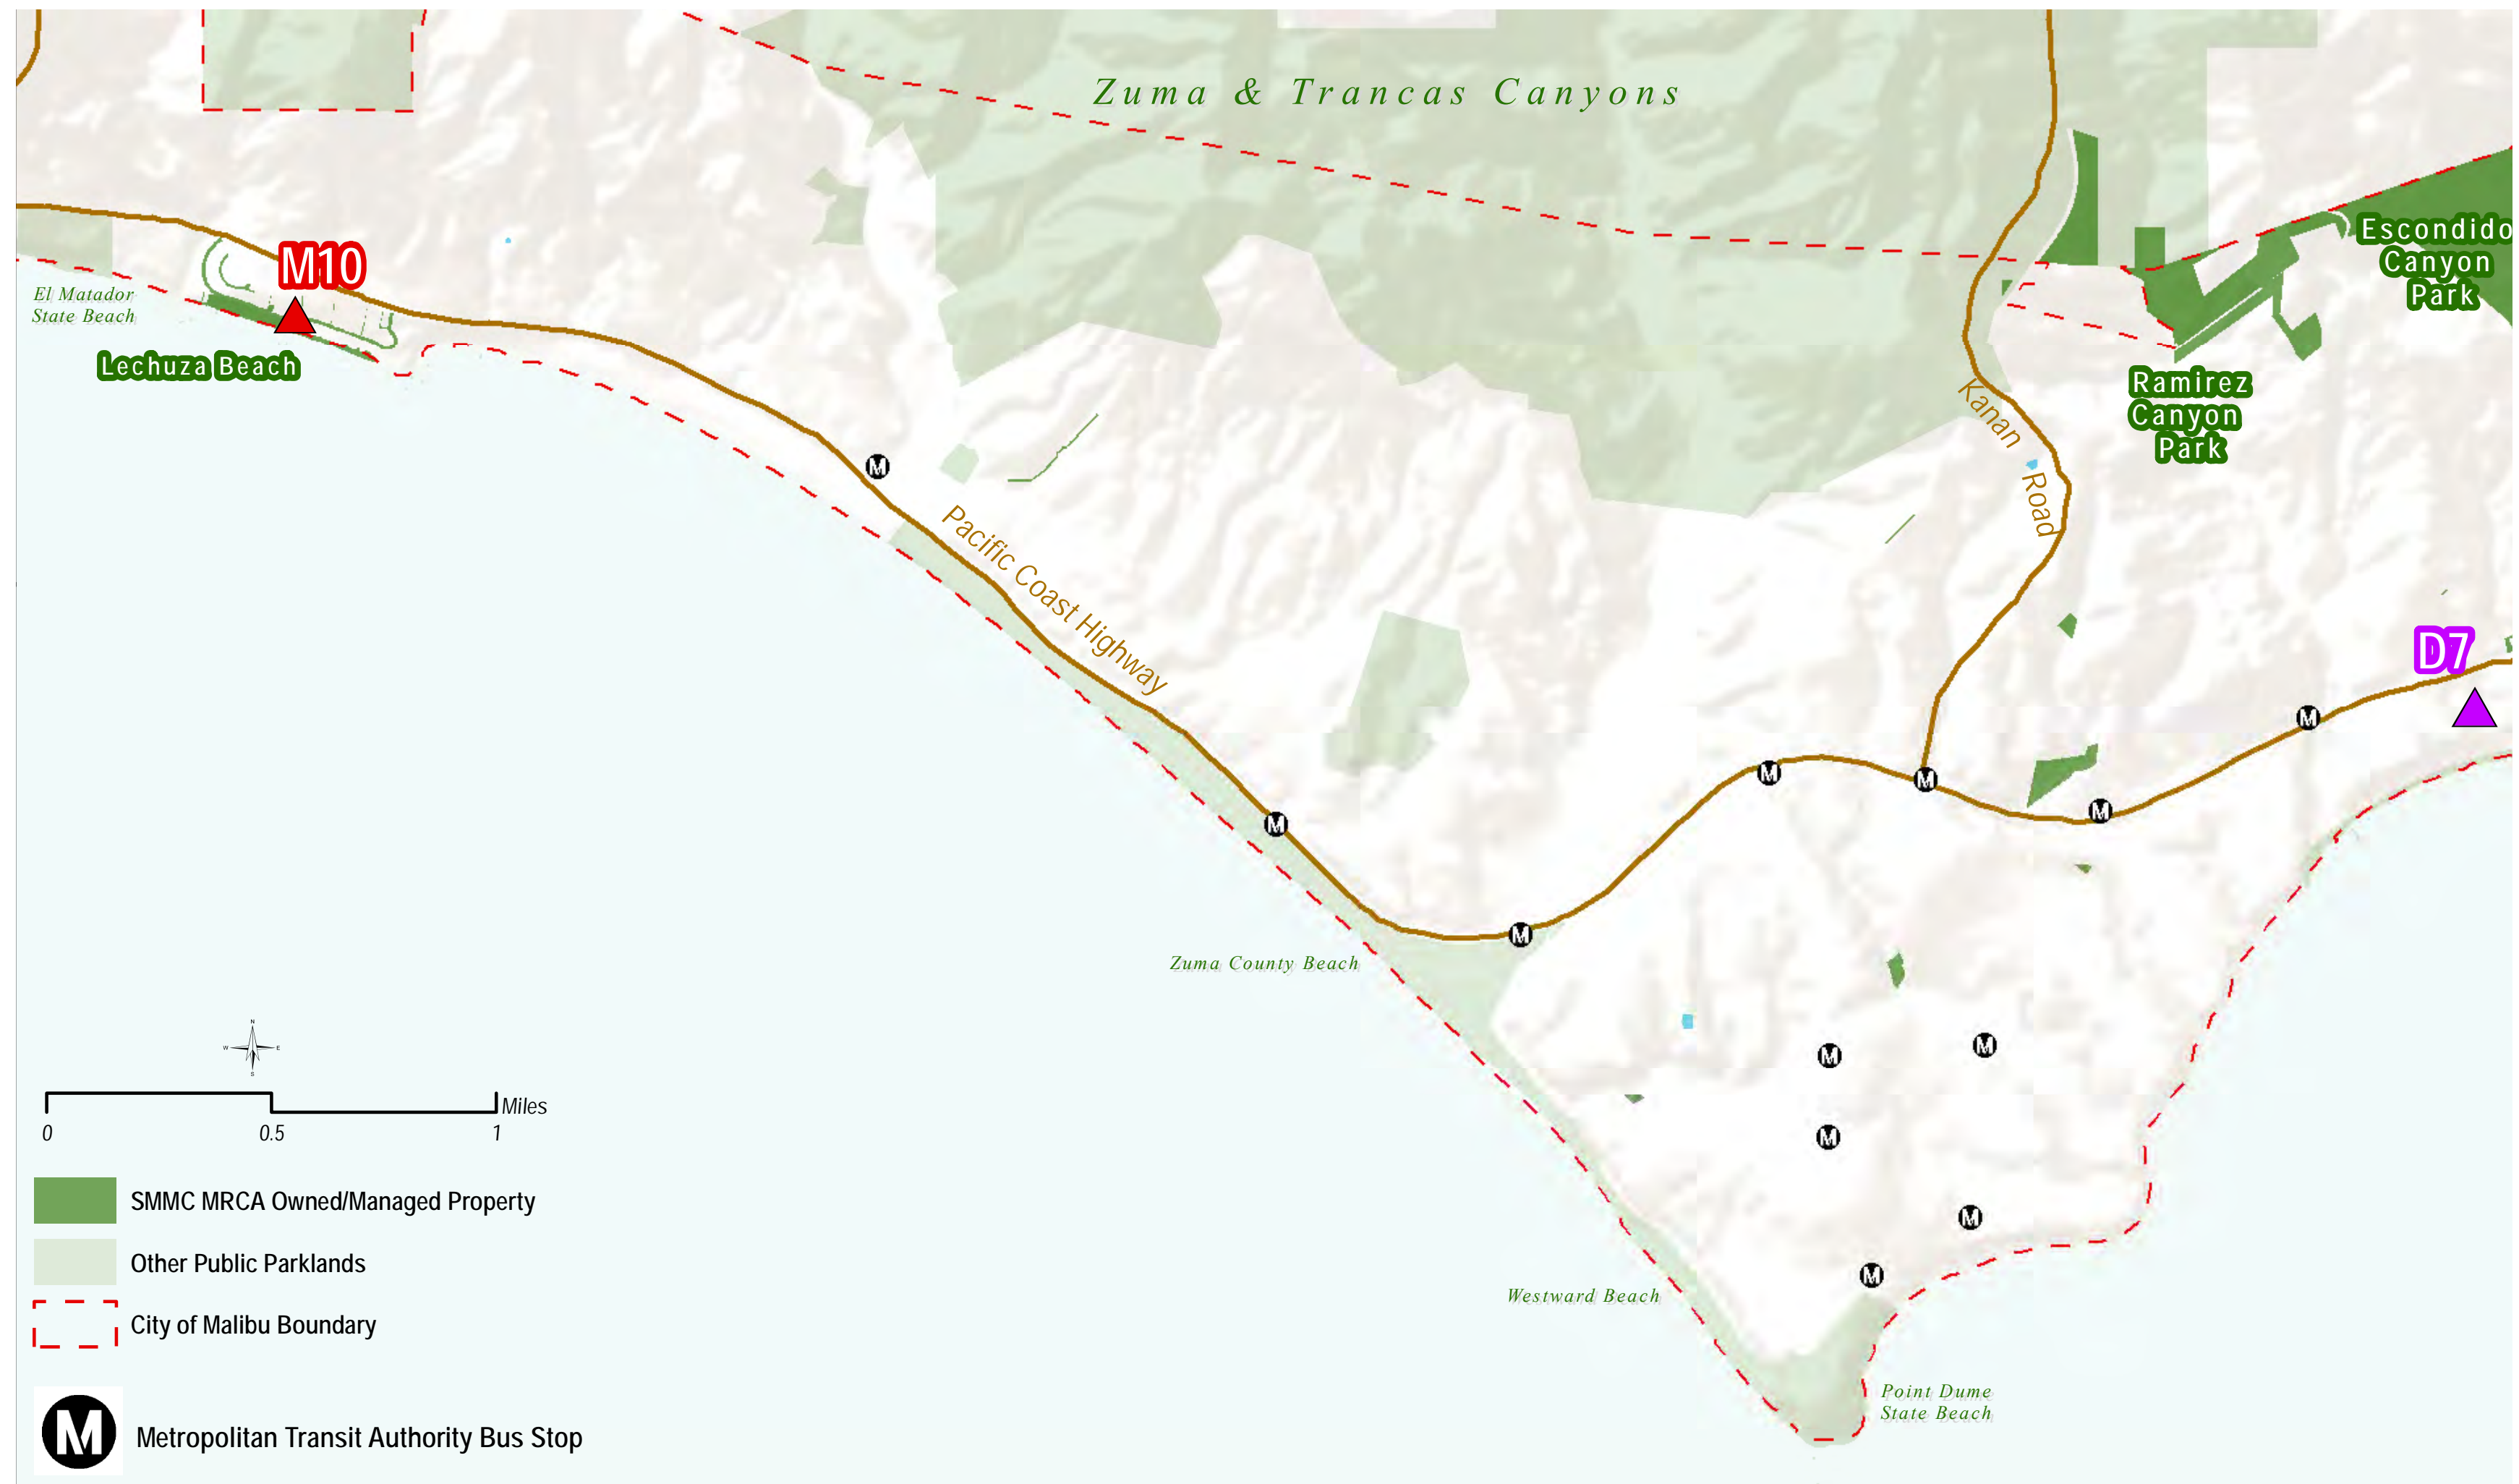 Zuma & Trancas Canyons
Escondido
Canyon
Park
M10
El Matador
State Beach
Lechuza Beach
Ramirez
Canyon
Park
Kanan Road
M
Pacific Coast Highway
D7
M
M
M
M
M
M
Zuma County Beach
N
W E
S
M
M
M
M
M
Miles
0 0.5 1
SMMC MRCA Owned/Managed Property
Other Public Parklands
Westward Beach
City of Malibu Boundary
Point Dume
State Beach
M Metropolitan Transit Authority Bus Stop